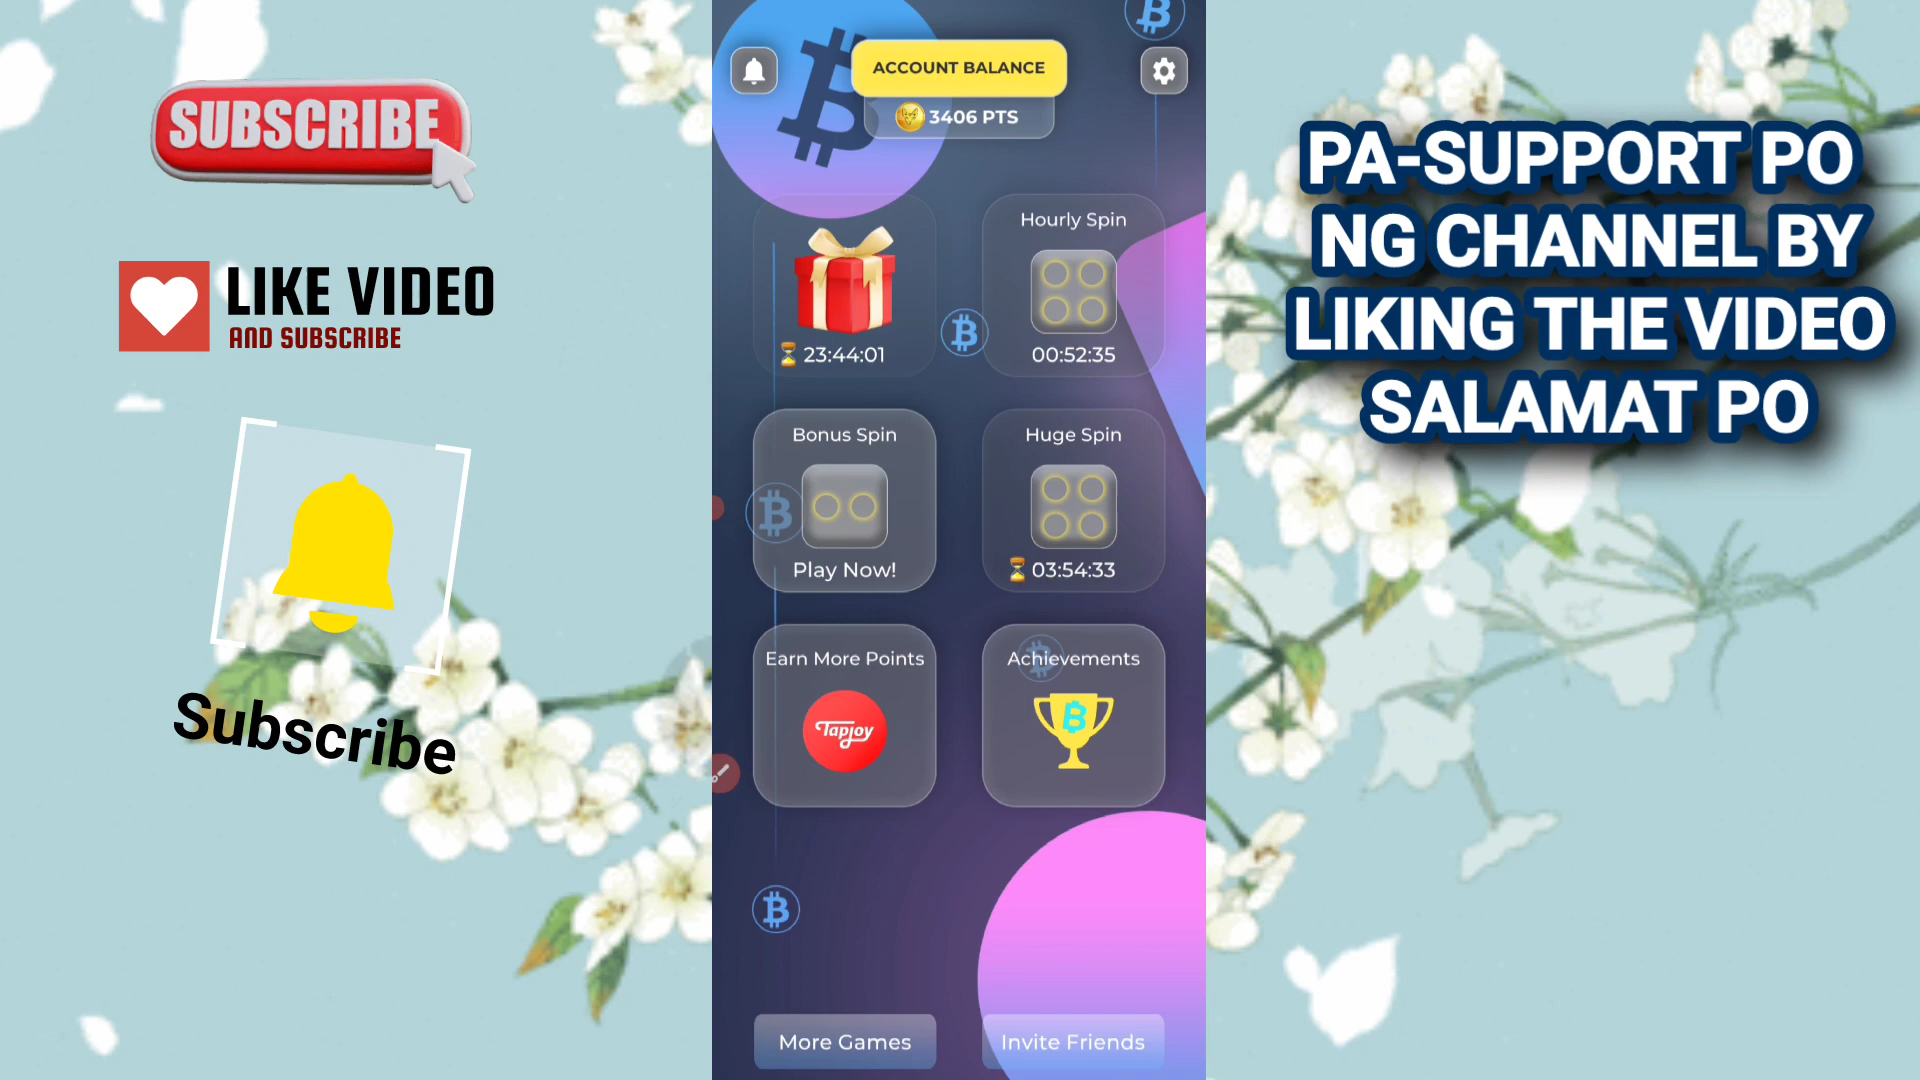 SUBSCRIBE
LIKE VIDEO
AND SUBSCRIBE
Subscribe
ACCOUNT BALANCE
3406 PTS
23:44:01
Hourly Spin
00:52:35
Bonus Spin
Play Now!
Huge Spin
03:54:33
Earn More Points
Tapjoy
Achievements
More Games
Invite Friends
PA-SUPPORT PO
NG CHANNEL BY
LIKING THE VIDEO
SALAMAT PO